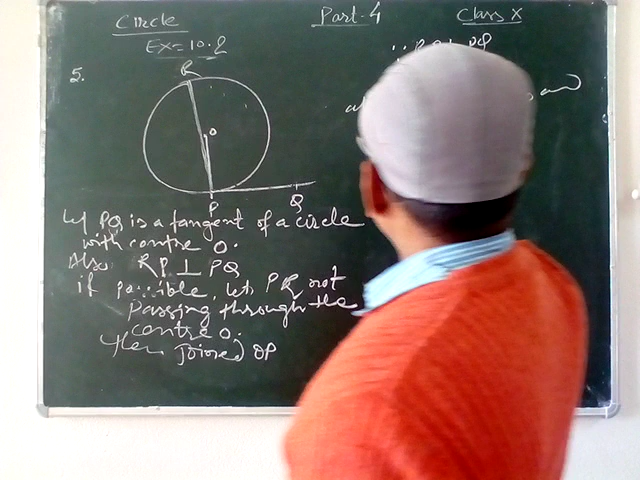 Circle
Part-4
Class X
Ex=10.2
5.
R
O
P
Q
Let PQ is a tangent of a circle
with centre O.
Also RP ⊥ PQ
if possible, let PR not
passing through the
centre O.
then joined OP
and